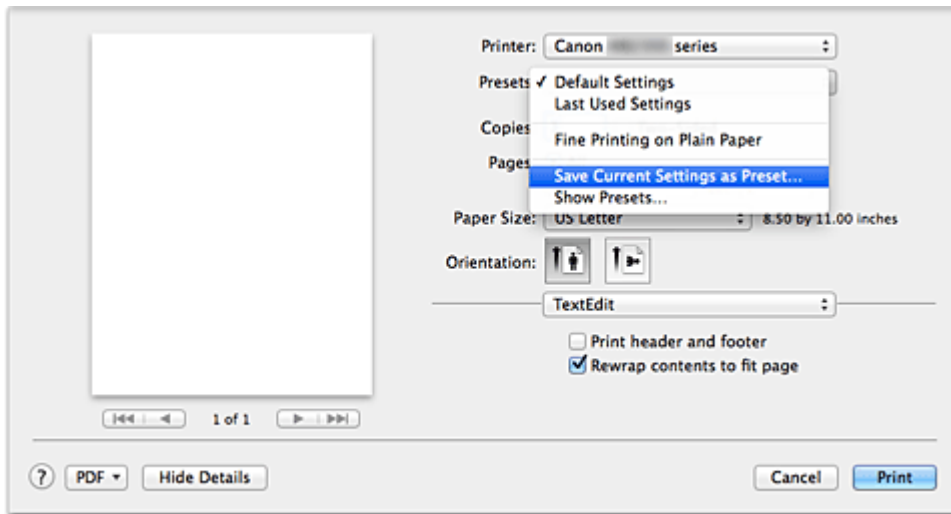 Printer: Canon series
Presets ✓ Default Settings
Last Used Settings
Fine Printing on Plain Paper
Save Current Settings as Preset...
Show Presets...
Copies
Pages
Paper Size: US Letter 8.50 by 11.00 inches
Orientation:
TextEdit
Print header and footer
Rewrap contents to fit page
1 of 1
? PDF Hide Details Cancel Print